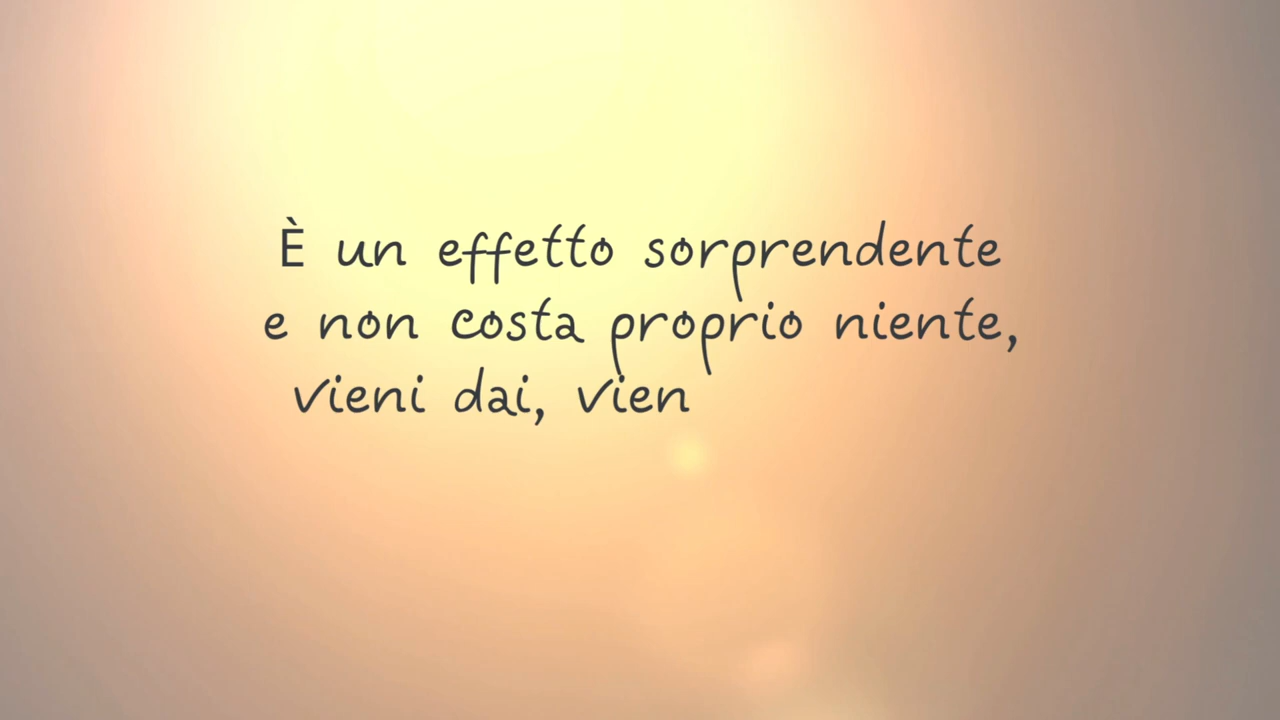 È un effetto sorprendente
e non costa proprio niente,
vieni dai, vien